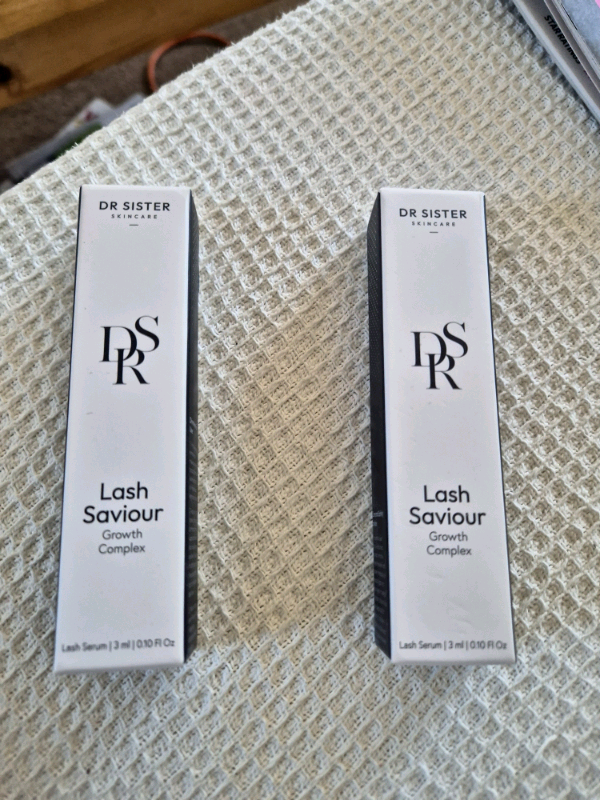 DR SISTER
SKINCARE
DRS
Lash
Saviour
Growth
Complex
Lash Serum | 3 ml | 0.10 Fl Oz
DR SISTER
SKINCARE
DRS
Lash
Saviour
Growth
Complex
Lash Serum | 3 ml | 0.10 Fl Oz